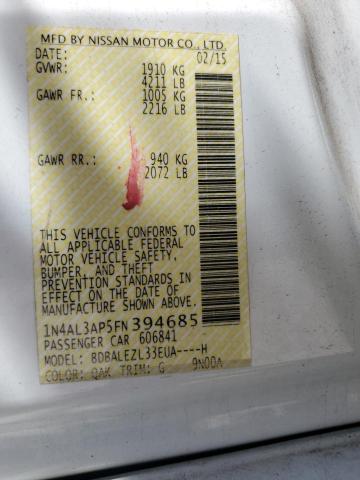 MFD BY NISSAN MOTOR CO., LTD.
DATE: 02/15
GVWR: 1910 KG
4211 LB
GAWR FR.: 1005 KG
2216 LB
GAWR RR.: 940 KG
2072 LB
THIS VEHICLE CONFORMS TO
ALL APPLICABLE FEDERAL
MOTOR VEHICLE SAFETY,
BUMPER, AND THEFT
PREVENTION STANDARDS IN
EFFECT ON THE DATE OF
MANUFACTURE SHOWN ABOVE.
1N4AL3AP5FN394685
PASSENGER CAR 606841
MODEL: BDBALEZL33EUA----H
COLOR: QAK TRIM: G 9N00A